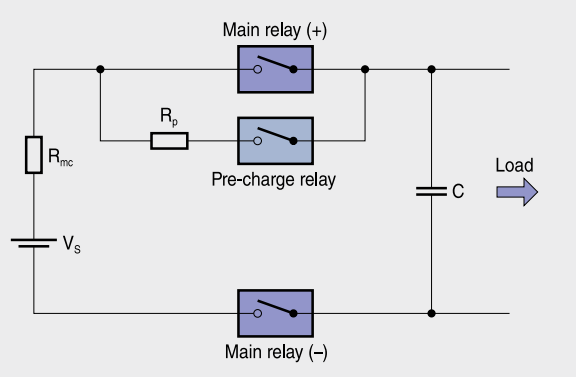 Main relay (+)
Rp
Rmc
Pre-charge relay
Load
C
VS
Main relay (–)